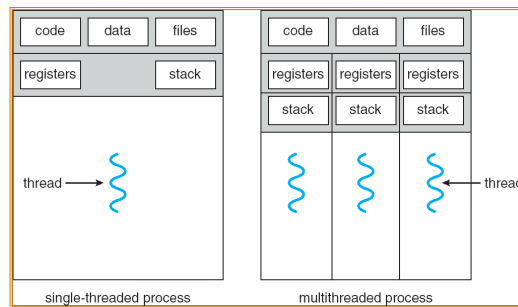 code data files
registers stack
thread
single-threaded process
code data files
registers registers registers
stack stack stack
thread
multithreaded process